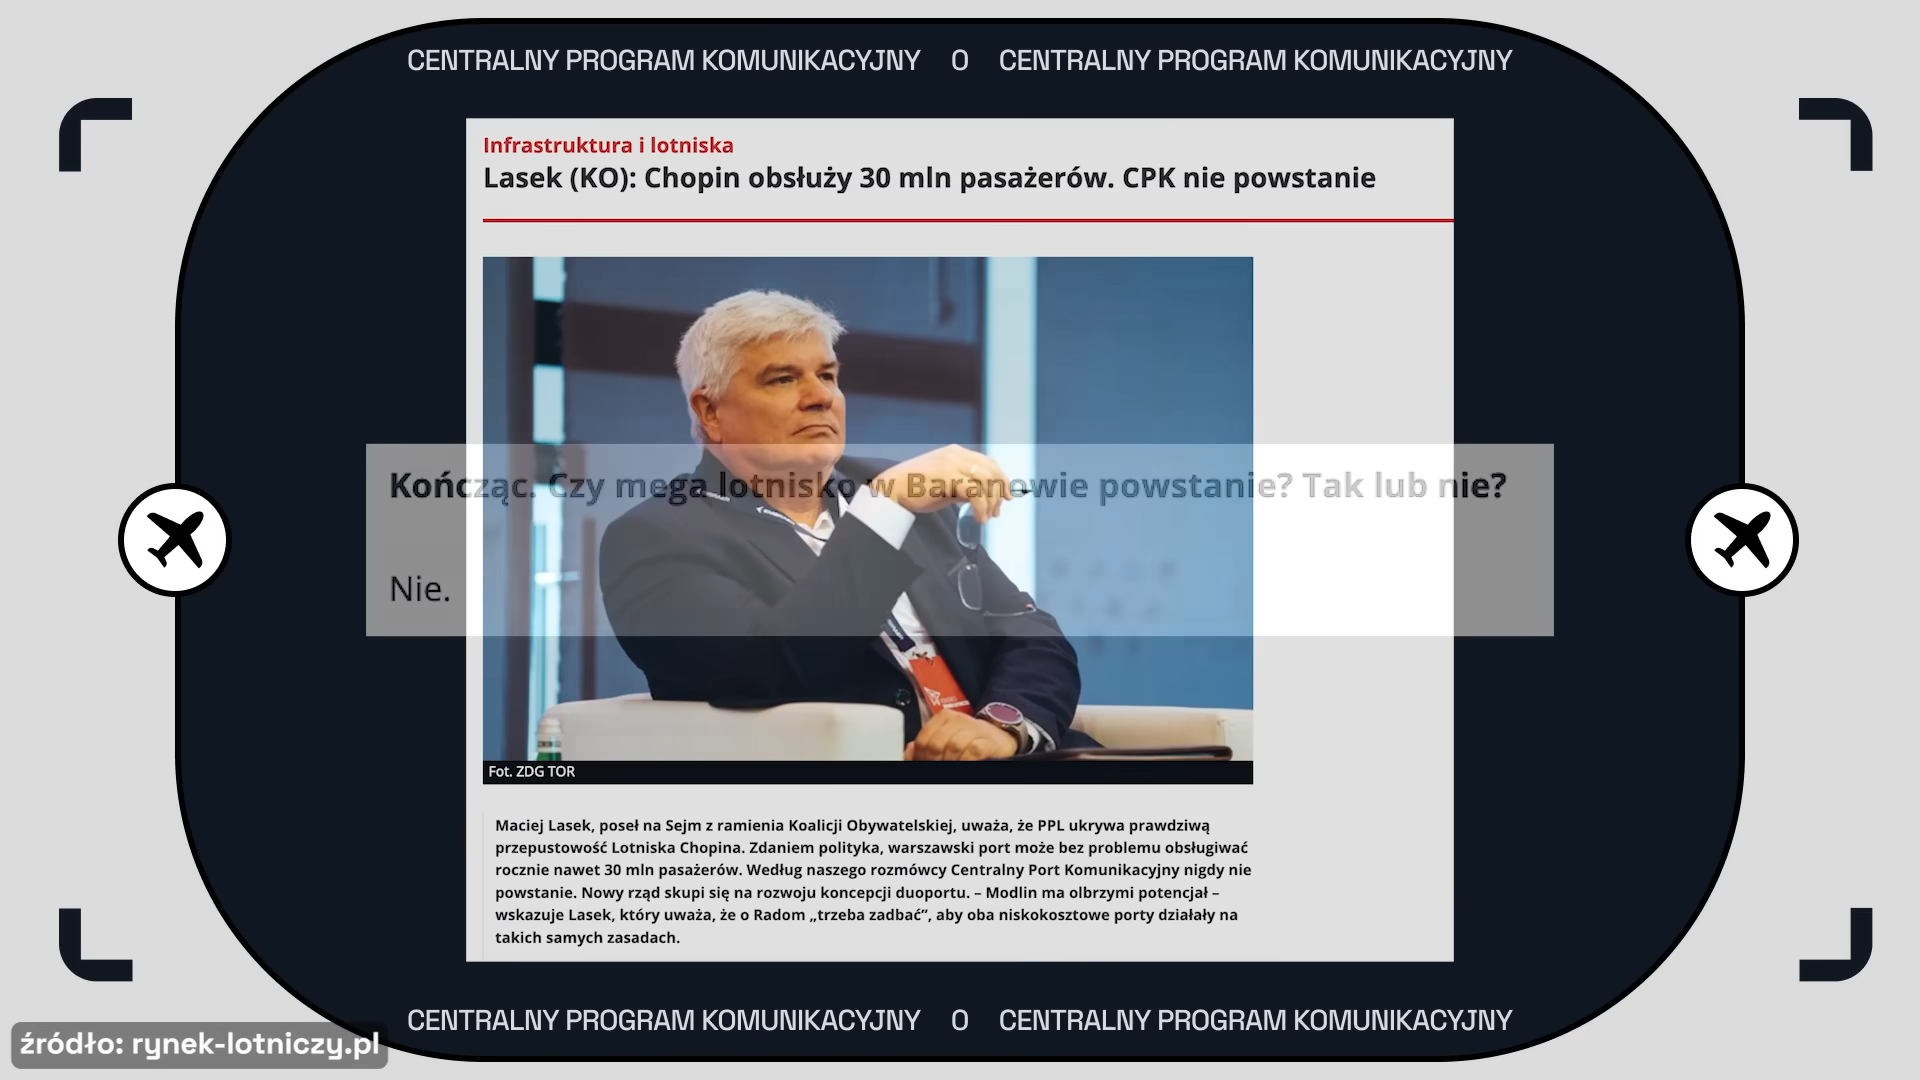 CENTRALNY PROGRAM KOMUNIKACYJNY O CENTRALNY PROGRAM KOMUNIKACYJNY
Infrastruktura i lotniska
Lasek (KO): Chopin obsłuży 30 mln pasażerów. CPK nie powstanie
Kończąc. Czy mega lotnisko w Baranowie powstanie? Tak lub nie?
Nie.
Fot. ZDG TOR
Maciej Lasek, poseł na Sejm z ramienia Koalicji Obywatelskiej, uważa, że PPL ukrywa prawdziwą
przepustowość Lotniska Chopina. Zdaniem polityka, warszawski port może bez problemu obsługiwać
rocznie nawet 30 mln pasażerów. Według naszego rozmówcy Centralny Port Komunikacyjny nigdy nie
powstanie. Nowy rząd skupi się na rozwoju koncepcji duoportu. – Modlin ma olbrzymi potencjał –
wskazuje Lasek, który uważa, że o Radom „trzeba zadbać”, aby oba niskokosztowe porty działały na
takich samych zasadach.
CENTRALNY PROGRAM KOMUNIKACYJNY O CENTRALNY PROGRAM KOMUNIKACYJNY
źródło: rynek-lotniczy.pl